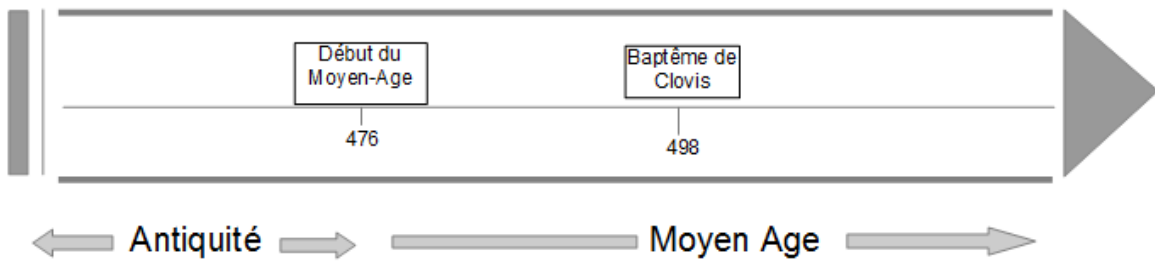 Début du
Moyen-Age
Baptême de
Clovis
476
498
Antiquité
Moyen Age